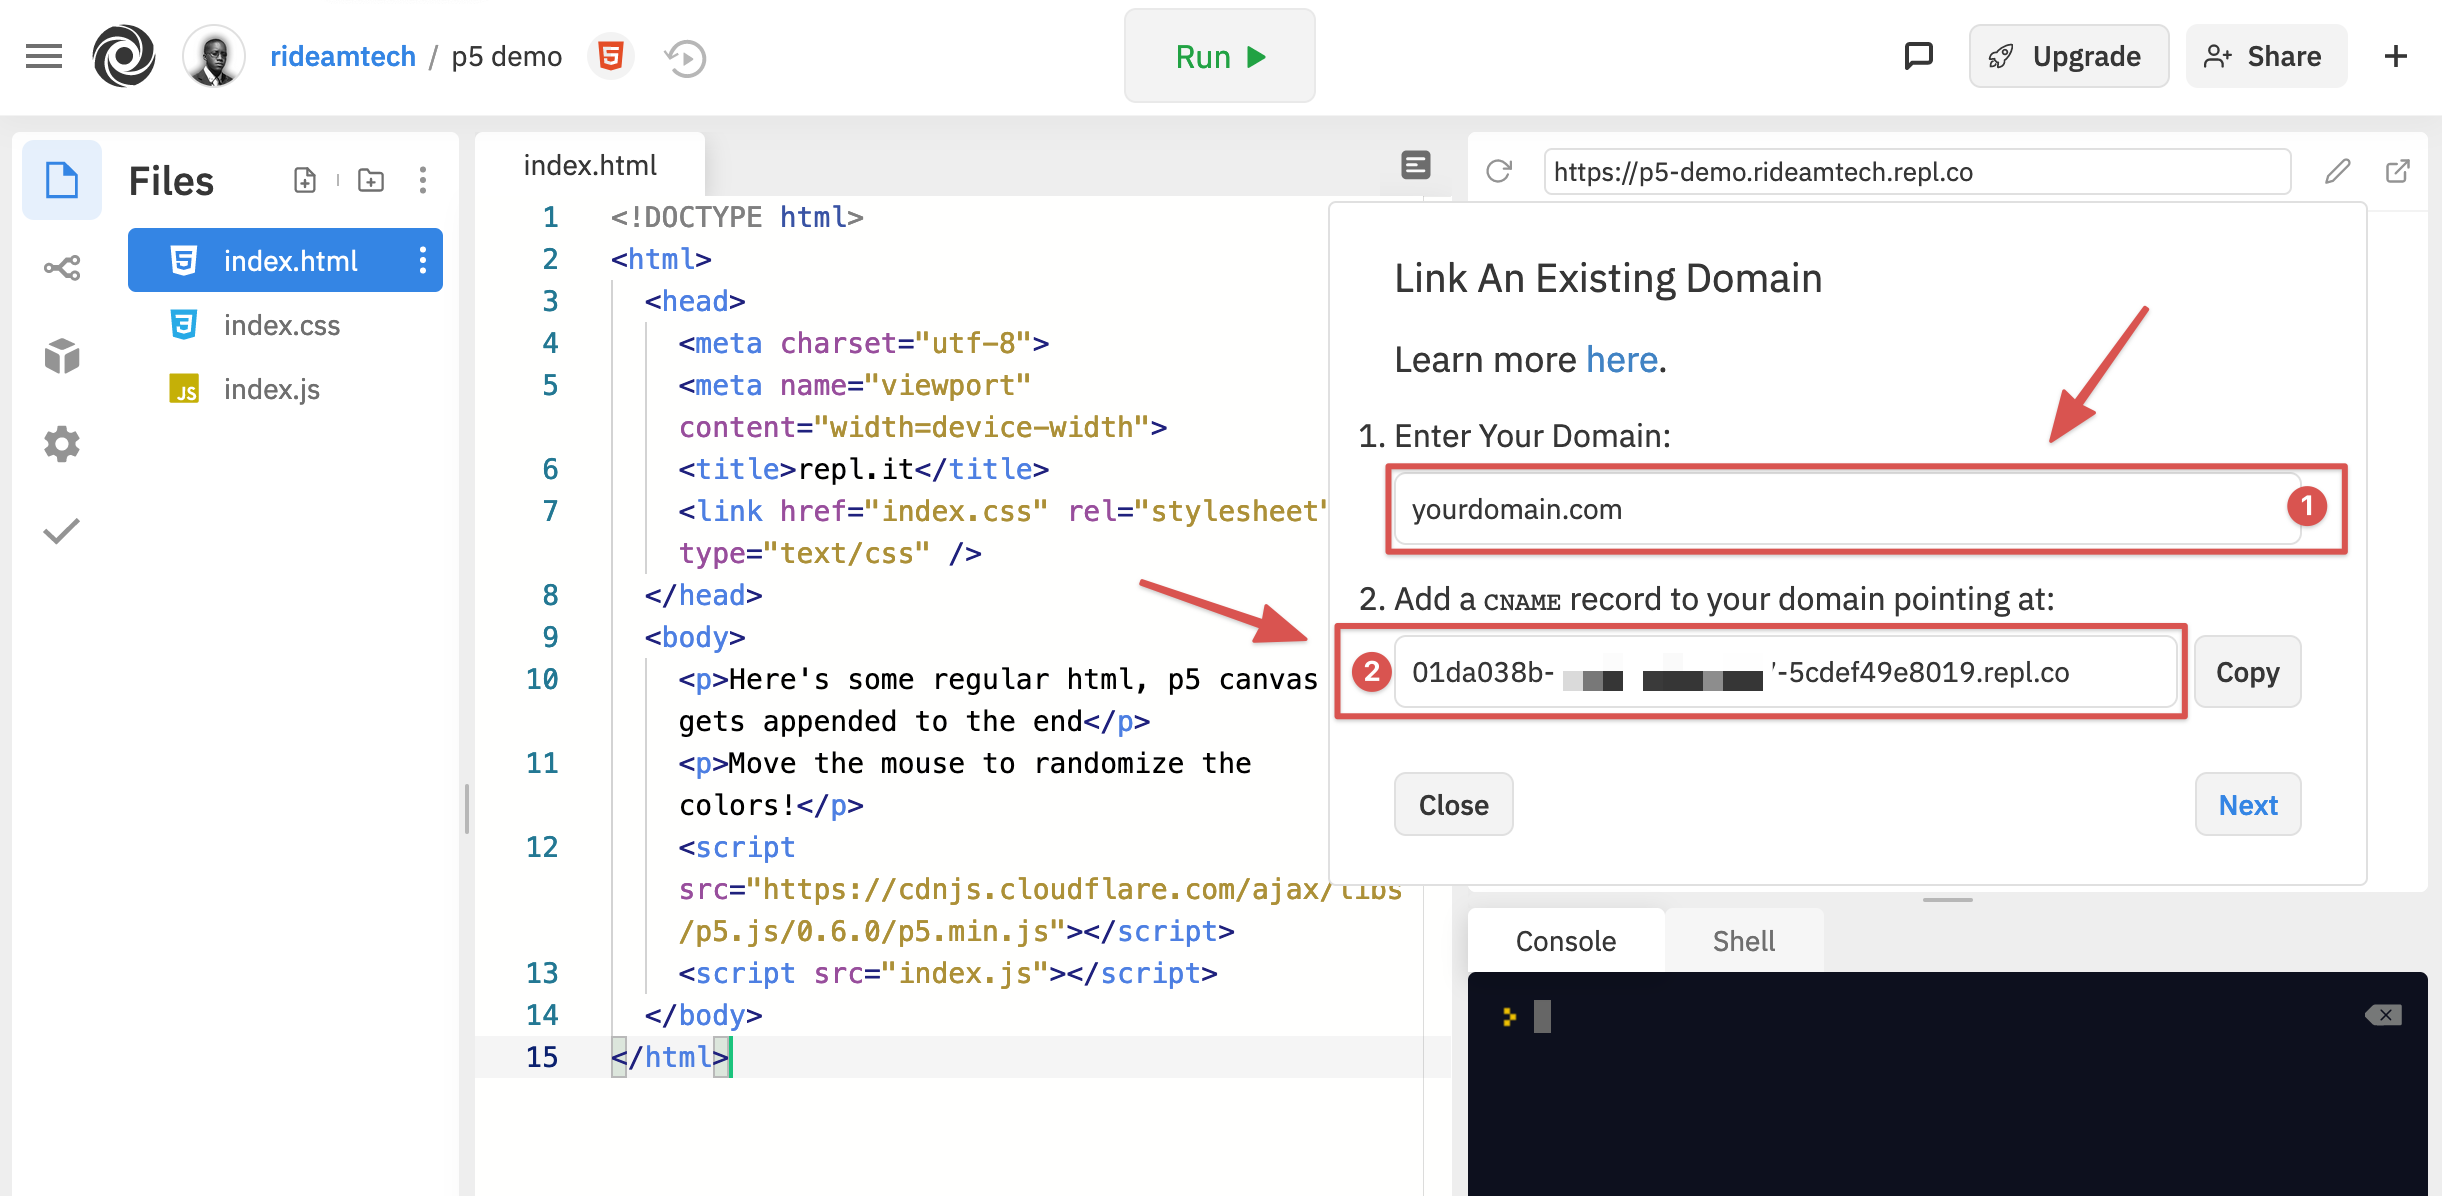 rideamtech / p5 demo
Run
Upgrade
Share
Files
index.html
index.css
index.js
JS
index.html
1 <!DOCTYPE html>
2 <html>
3 <head>
4 <meta charset="utf-8">
5 <meta name="viewport"
content="width=device-width">
6 <title>repl.it</title>
7 <link href="index.css" rel="stylesheet"
type="text/css" />
8 </head>
9 <body>
10 <p>Here's some regular html, p5 canvas
gets appended to the end</p>
11 <p>Move the mouse to randomize the
colors!</p>
12 <script
src="https://cdnjs.cloudflare.com/ajax/libs
/p5.js/0.6.0/p5.min.js"></script>
13 <script src="index.js"></script>
14 </body>
15 </html>
https://p5-demo.rideamtech.repl.co
Link An Existing Domain
Learn more here.
1. Enter Your Domain:
yourdomain.com
1
2. Add a CNAME record to your domain pointing at:
2
01da038b- -5cdef49e8019.repl.co
Copy
Close
Next
Console
Shell